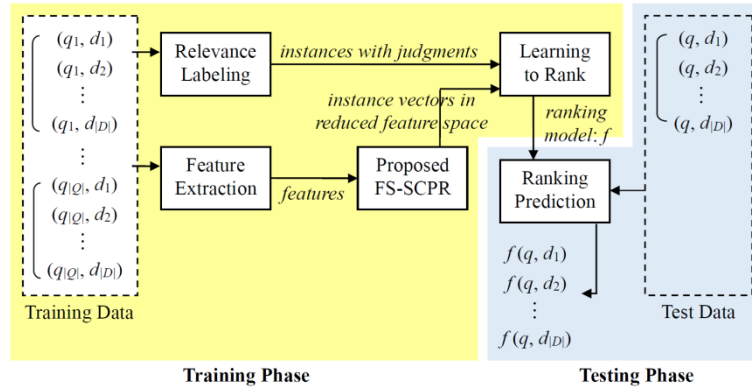 (q1, d1)
(q1, d2)
⋮
(q1, d|D|)
⋮
(q|Q|, d1)
(q|Q|, d2)
⋮
(q|Q|, d|D|)
Training Data
Relevance
Labeling
instances with judgments
Learning
to Rank
instance vectors in
reduced feature space
ranking
model: f
Feature
Extraction
features
Proposed
FS-SCPR
Ranking
Prediction
f (q, d1)
f (q, d2)
⋮
f (q, d|D|)
(q, d1)
(q, d2)
⋮
(q, d|D|)
Test Data
Training Phase
Testing Phase